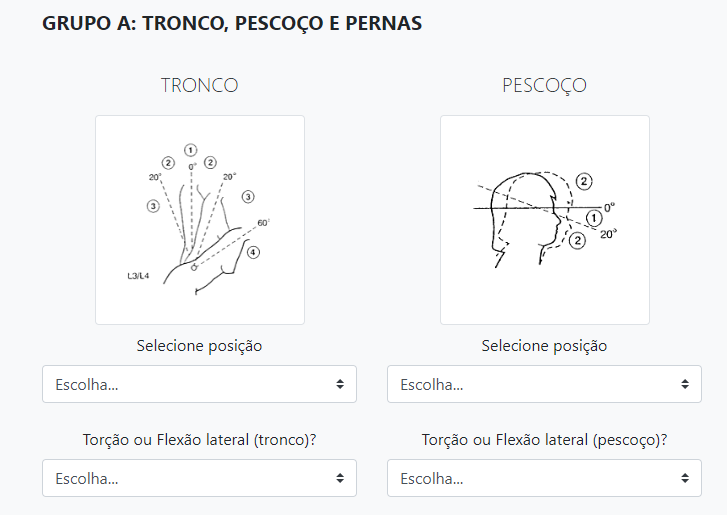 GRUPO A: TRONCO, PESCOÇO E PERNAS
TRONCO
PESCOÇO
1
2
0°
2
20°
20°
3
3
60°
4
L3/L4
2
0°
1
20°
2
Selecione posição
Selecione posição
Escolha...
Escolha...
Torção ou Flexão lateral (tronco)?
Torção ou Flexão lateral (pescoço)?
Escolha...
Escolha...